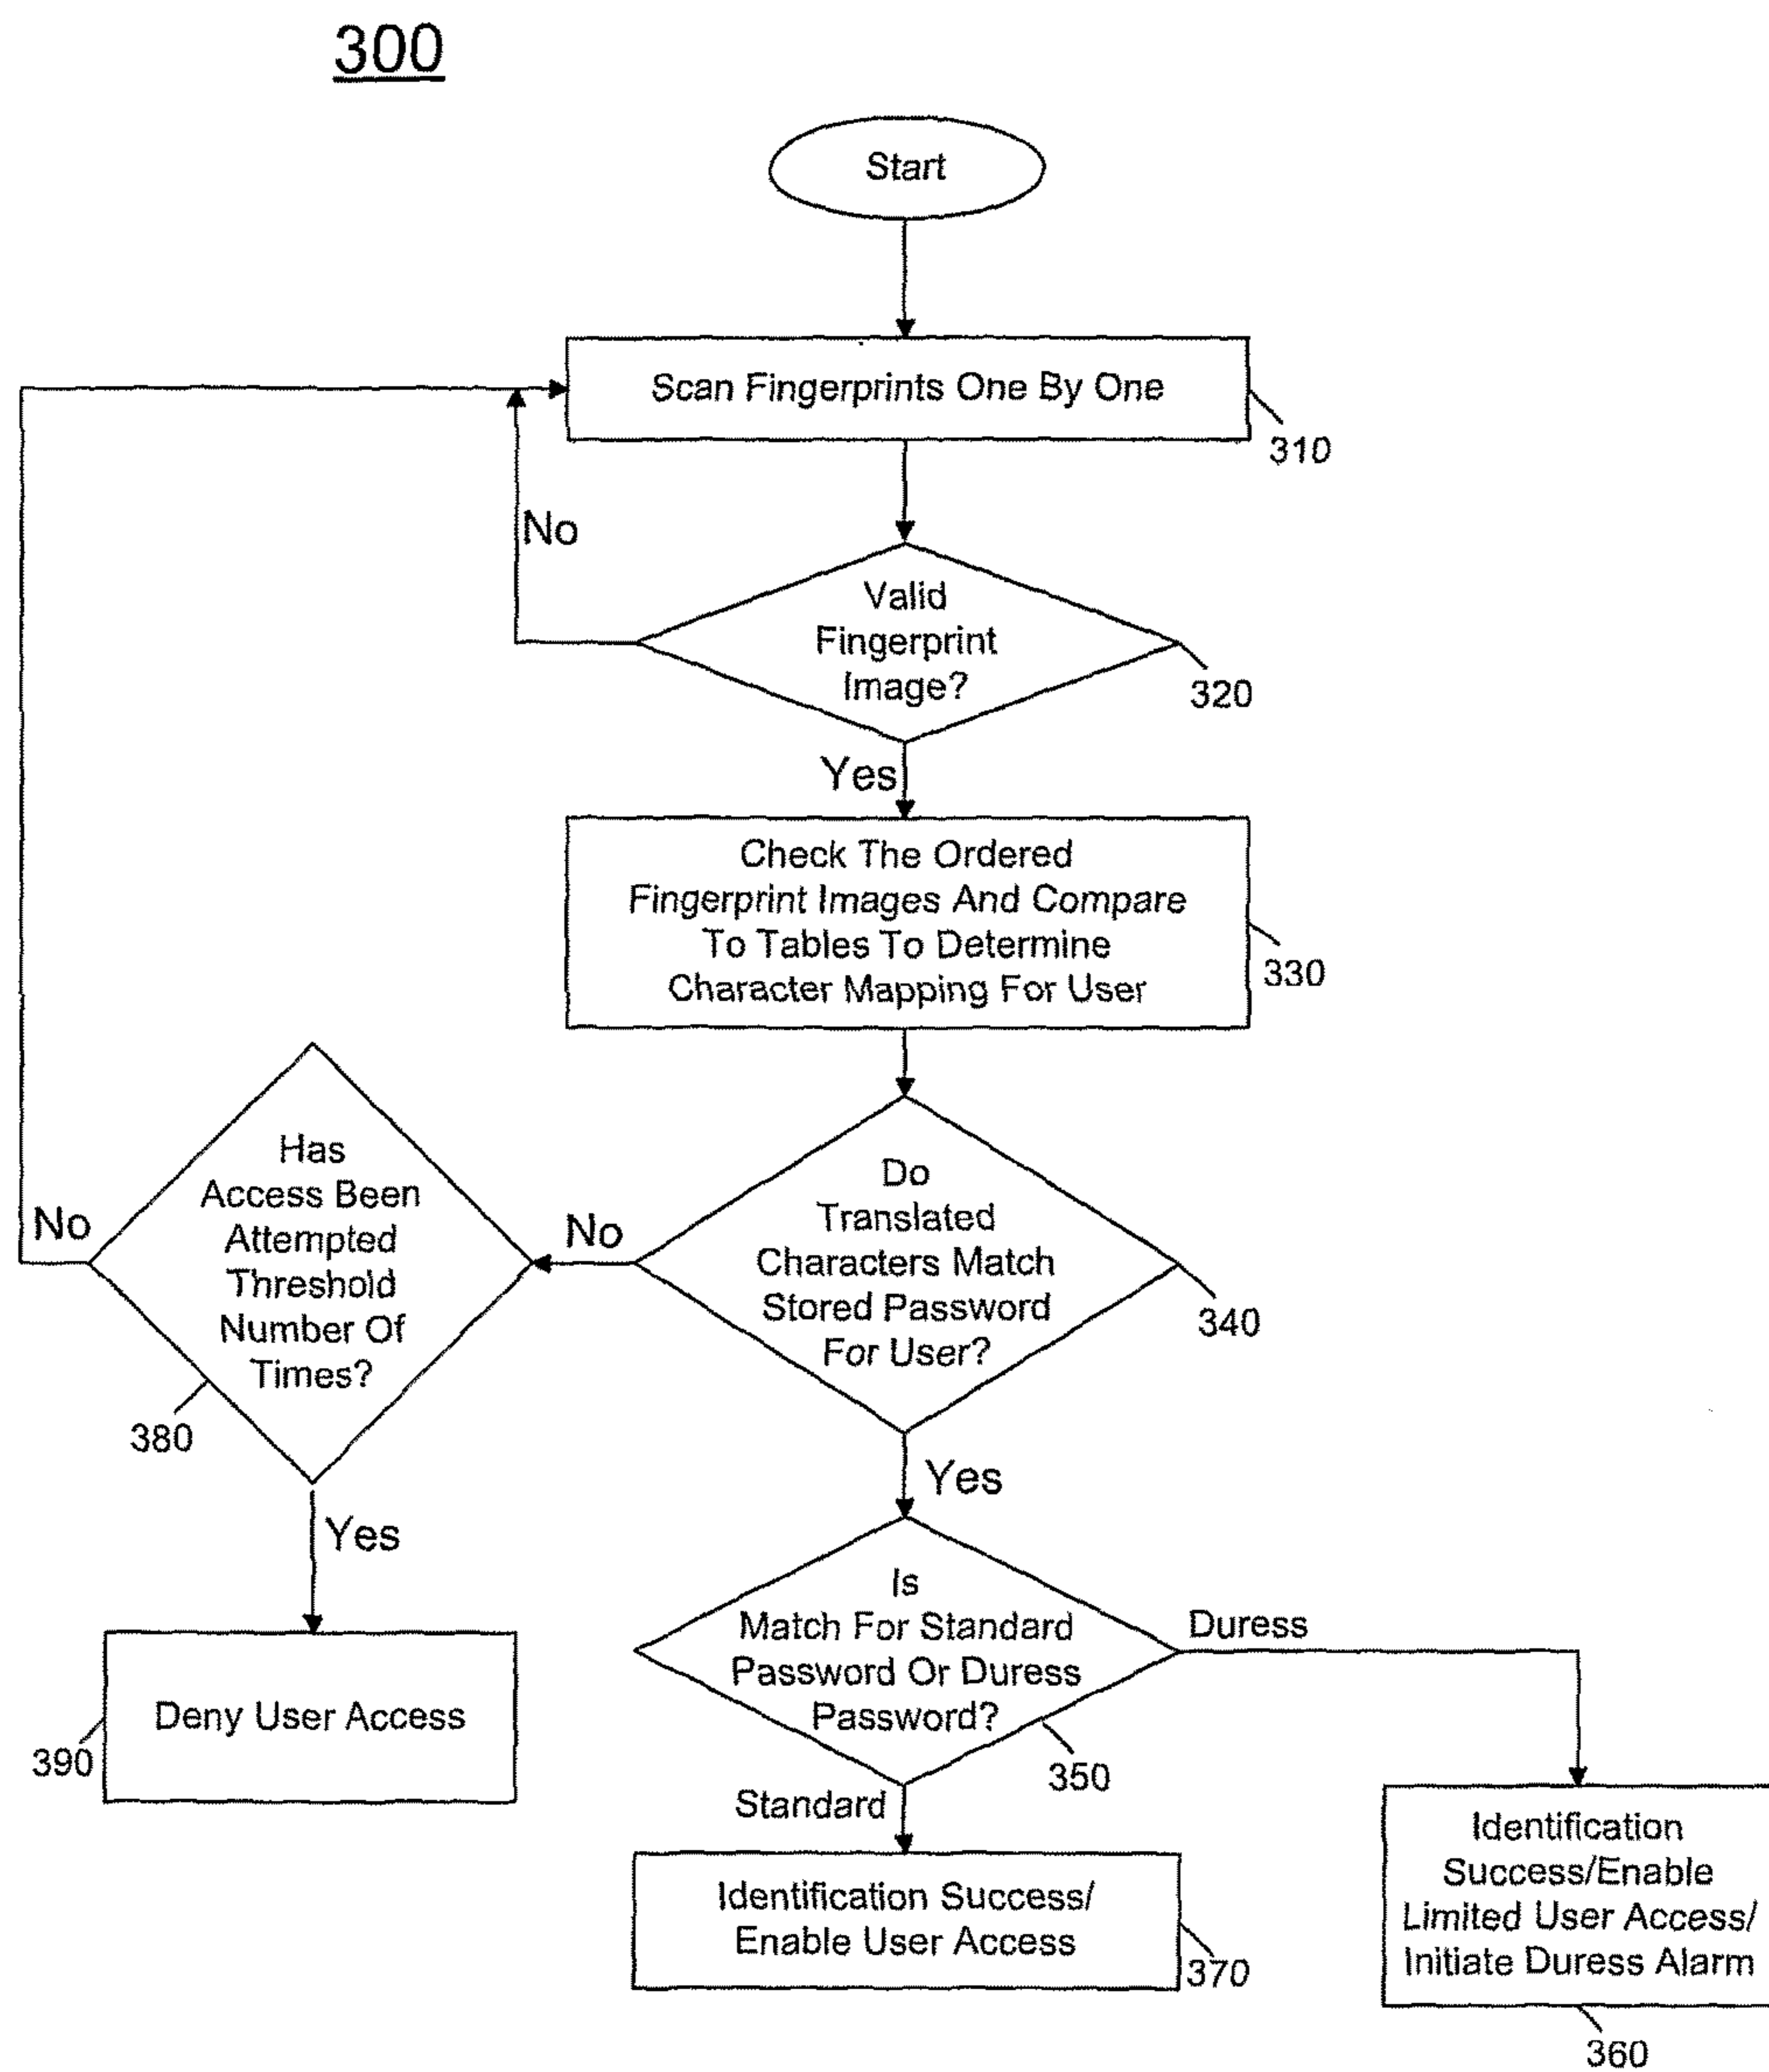 300
Start
Scan Fingerprints One By One
310
No
Valid
Fingerprint
Image?
320
Yes
Check The Ordered
Fingerprint Images And Compare
To Tables To Determine
Character Mapping For User
330
Do
Translated
Characters Match
Stored Password
For User?
340
No
Has
Access Been
Attempted
Threshold
Number Of
Times?
380
No
Yes
Deny User Access
390
Yes
Is
Match For Standard
Password Or Duress
Password?
350
Duress
Standard
Identification Success/
Enable User Access
370
Identification
Success/Enable
Limited User Access/
Initiate Duress Alarm
360